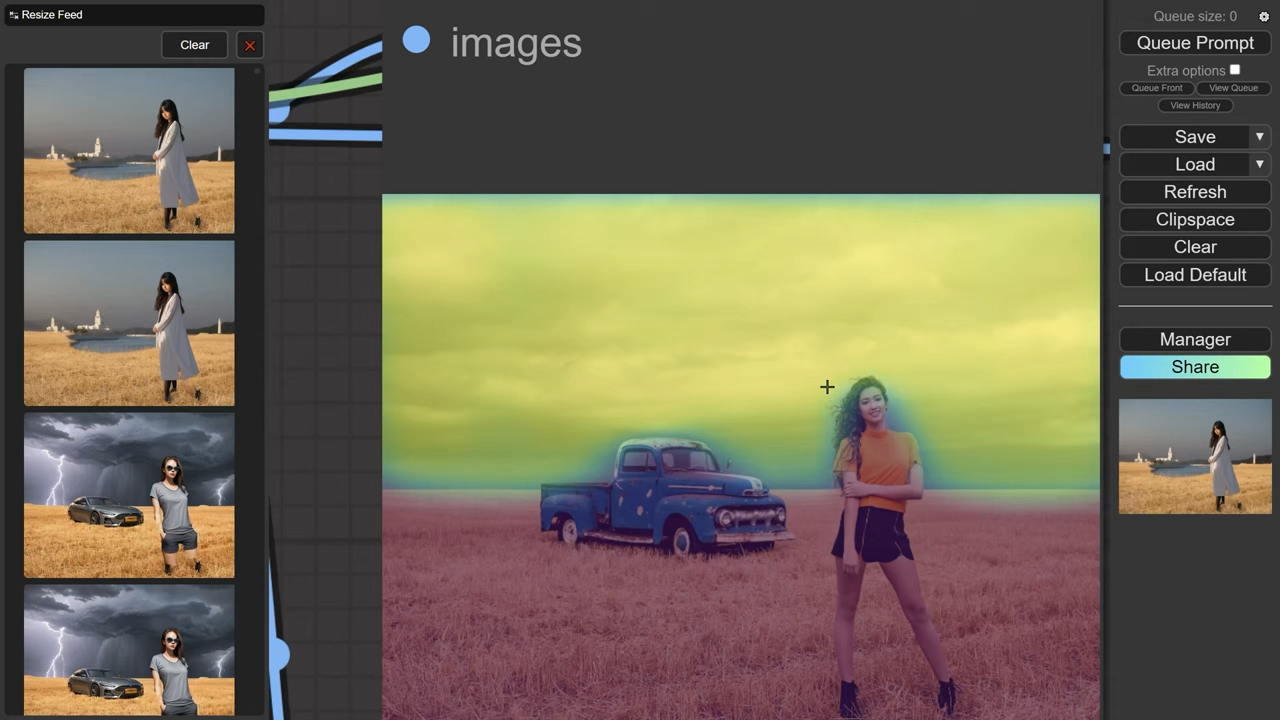 Resize Feed
Clear
images
Queue size: 0
Queue Prompt
Extra options
Queue Front
View Queue
View History
Save
Load
Refresh
Clipspace
Clear
Load Default
Manager
Share